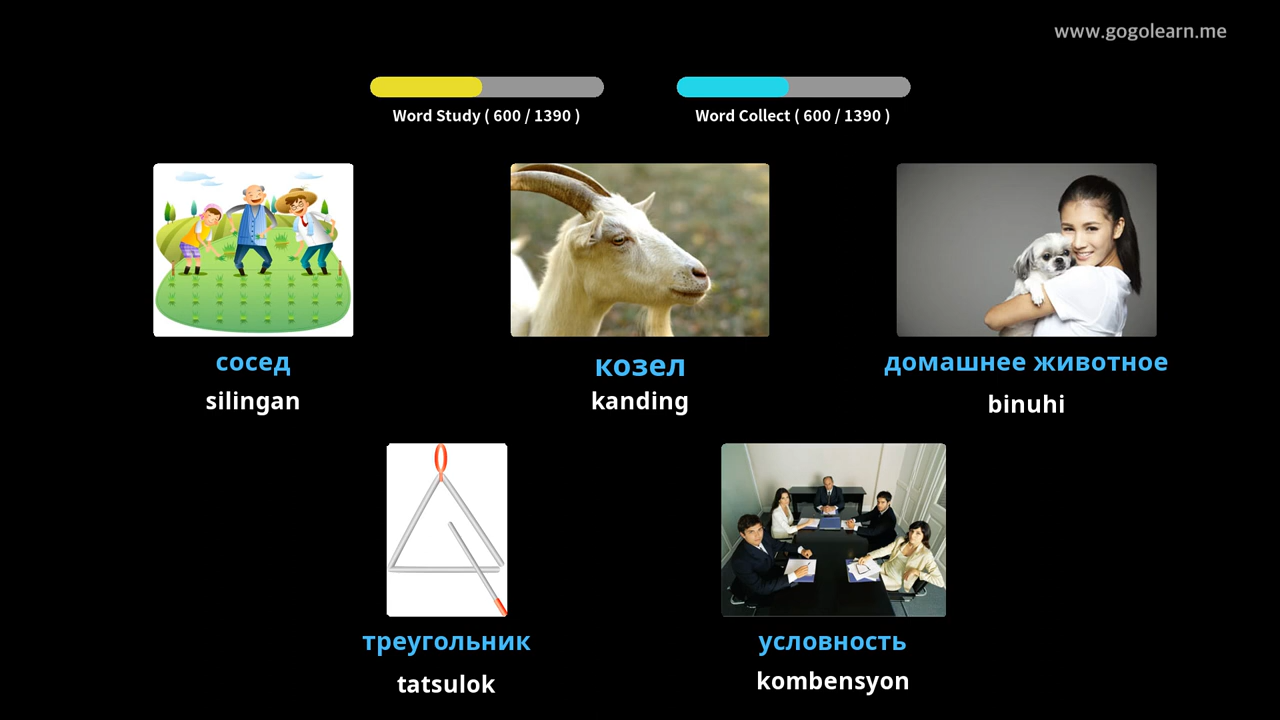 www.gogolearn.me
Word Study ( 600 / 1390 )
Word Collect ( 600 / 1390 )
сосед
silingan
козел
kanding
домашнее животное
binuhi
треугольник
tatsulok
условность
kombensyon